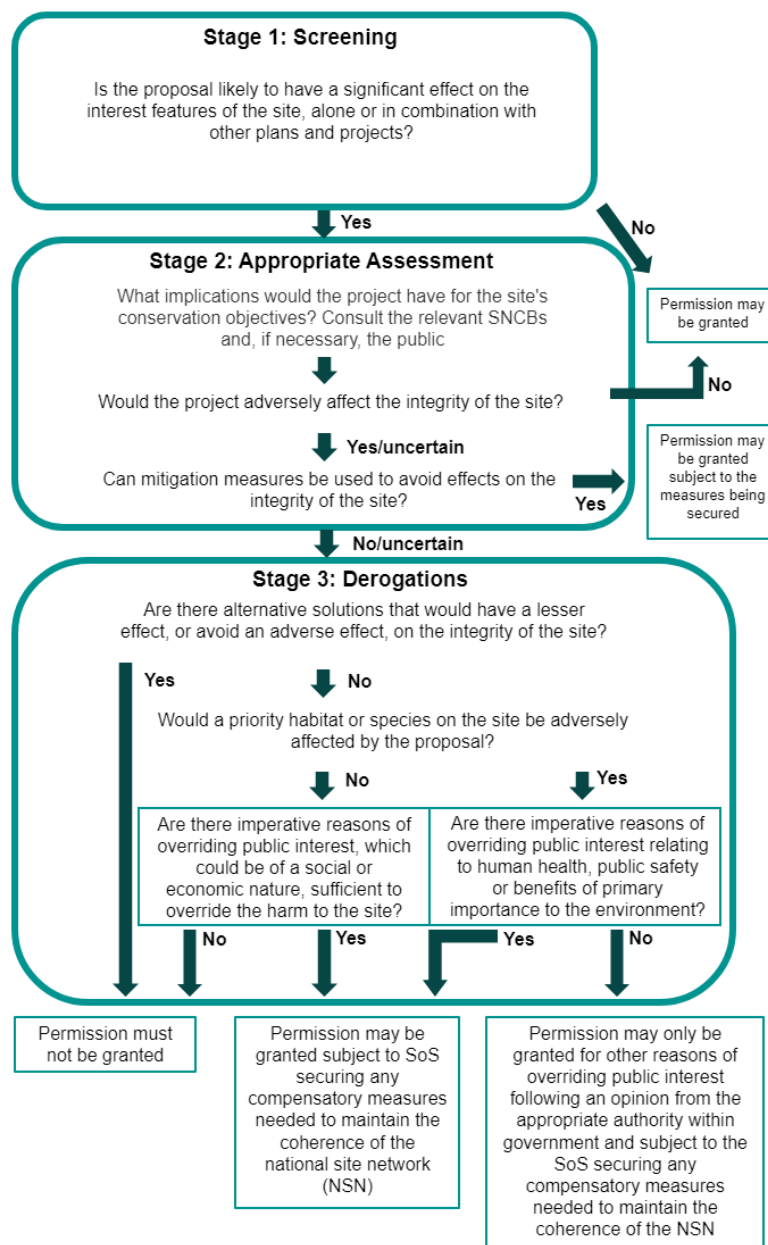 Stage 1: Screening
Is the proposal likely to have a significant effect on the
interest features of the site, alone or in combination with
other plans and projects?
Yes
No
Stage 2: Appropriate Assessment
What implications would the project have for the site's
conservation objectives? Consult the relevant SNCBs
and, if necessary, the public
Permission may
be granted
Would the project adversely affect the integrity of the site?
No
Yes/uncertain
Can mitigation measures be used to avoid effects on the
integrity of the site?
Yes
Permission may
be granted
subject to the
measures being
secured
No/uncertain
Stage 3: Derogations
Are there alternative solutions that would have a lesser
effect, or avoid an adverse effect, on the integrity of the site?
Yes
No
Would a priority habitat or species on the site be adversely
affected by the proposal?
No
Yes
Are there imperative reasons of
overriding public interest, which
could be of a social or
economic nature, sufficient to
override the harm to the site?
Are there imperative reasons of
overriding public interest relating
to human health, public safety
or benefits of primary
importance to the environment?
No
Yes
Yes
No
Permission must
not be granted
Permission may be
granted subject to SoS
securing any
compensatory measures
needed to maintain the
coherence of the
national site network
(NSN)
Permission may only be
granted for other reasons of
overriding public interest
following an opinion from the
appropriate authority within
government and subject to the
SoS securing any
compensatory measures
needed to maintain the
coherence of the NSN